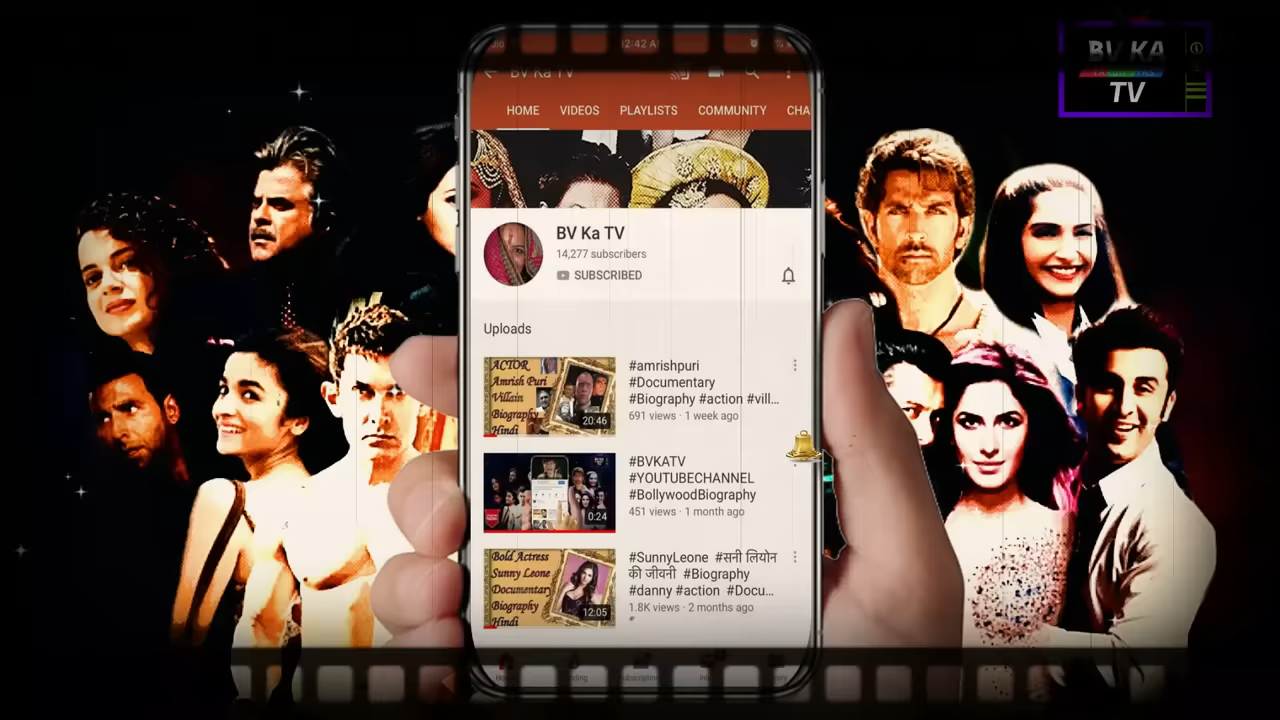 12:42 A
BV Ka TV
HOME VIDEOS PLAYLISTS COMMUNITY CHA
BV KA
TV
BV Ka TV
14,277 subscribers
SUBSCRIBED
Uploads
ACTOR
Amrish Puri
Villain
Biography
Hindi
20:46
#amrishpuri
#Documentary
#Biography #action #vill...
691 views · 1 week ago
0:24
#BVKATV
#YOUTUBECHANNEL
#BollywoodBiography
451 views · 1 month ago
Bold Actress
Sunny Leone
Documentary
Biography
Hindi
12:05
#SunnyLeone #सनी लियोन
की जीवनी #Biography
#danny #action #Docu...
1.8K views · 2 months ago